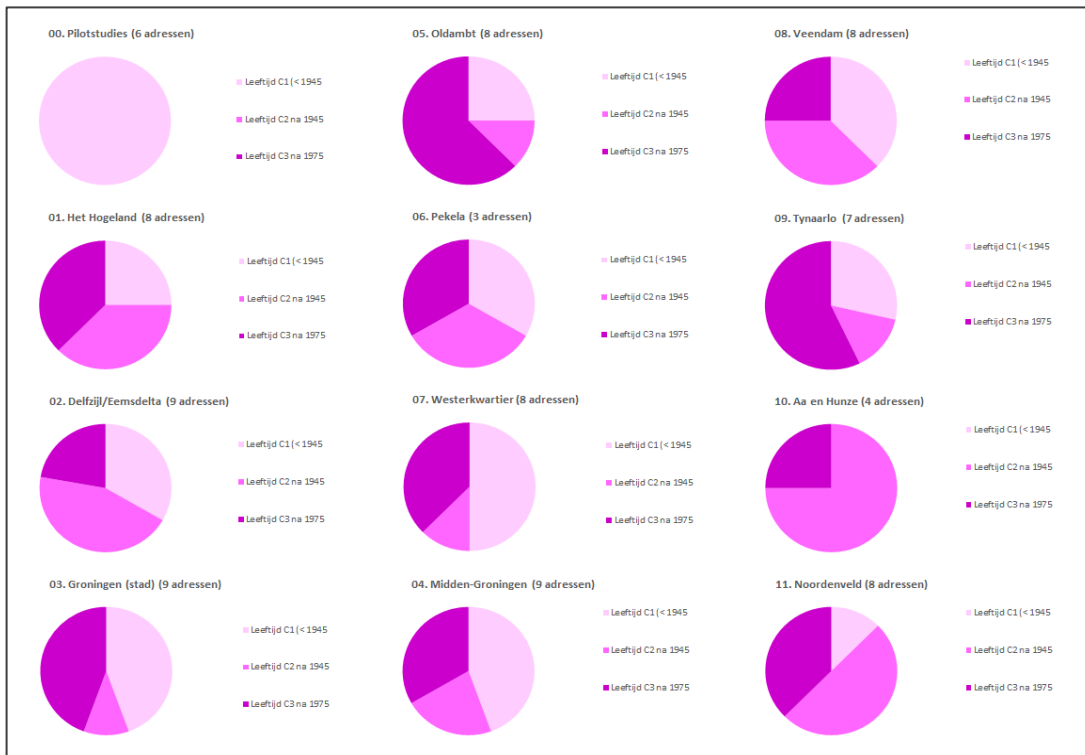 00. Pilotstudies (6 adressen)
Leeftijd C1 (< 1945
Leeftijd C2 na 1945
Leeftijd C3 na 1975
05. Oldambt (8 adressen)
Leeftijd C1 (< 1945
Leeftijd C2 na 1945
Leeftijd C3 na 1975
08. Veendam (8 adressen)
Leeftijd C1 (< 1945
Leeftijd C2 na 1945
Leeftijd C3 na 1975
01. Het Hogeland (8 adressen)
Leeftijd C1 (< 1945
Leeftijd C2 na 1945
Leeftijd C3 na 1975
06. Pekela (3 adressen)
Leeftijd C1 (< 1945
Leeftijd C2 na 1945
Leeftijd C3 na 1975
09. Tynaarlo (7 adressen)
Leeftijd C1 (< 1945
Leeftijd C2 na 1945
Leeftijd C3 na 1975
02. Delfzijl/Eemsdelta (9 adressen)
Leeftijd C1 (< 1945
Leeftijd C2 na 1945
Leeftijd C3 na 1975
07. Westerkwartier (8 adressen)
Leeftijd C1 (< 1945
Leeftijd C2 na 1945
Leeftijd C3 na 1975
10. Aa en Hunze (4 adressen)
Leeftijd C1 (< 1945
Leeftijd C2 na 1945
Leeftijd C3 na 1975
03. Groningen (stad) (9 adressen)
Leeftijd C1 (< 1945
Leeftijd C2 na 1945
Leeftijd C3 na 1975
04. Midden-Groningen (9 adressen)
Leeftijd C1 (< 1945
Leeftijd C2 na 1945
Leeftijd C3 na 1975
11. Noordenveld (8 adressen)
Leeftijd C1 (< 1945
Leeftijd C2 na 1945
Leeftijd C3 na 1975